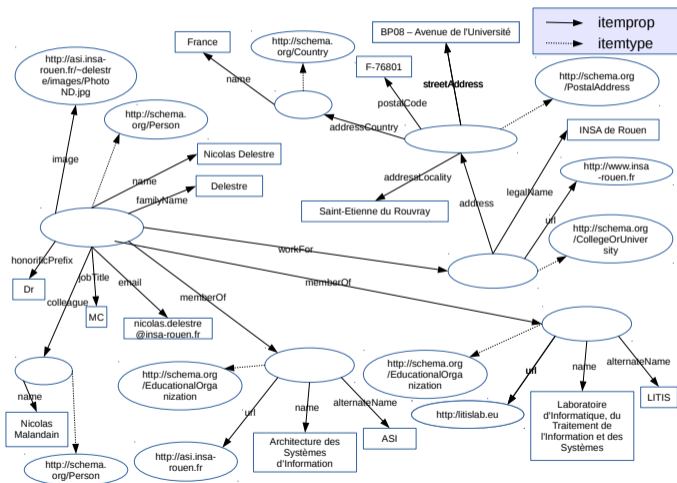 BP08 – Avenue de l'Université
itemprop
itemtype
France
http://schema.
org/Country
http://asi.insa-
rouen.fr/~delestr
e/images/Photo
ND.jpg
F-76801
name
streetAddress
http://schema.org
/PostalAddress
http://schema.
org/Person
postalCode
addressCountry
INSA de Rouen
image
Nicolas Delestre
name
addressLocality
legalName
http://www.insa
-rouen.fr
Delestre
familyName
Saint-Etienne du Rouvray
address
url
http://schema.org
/CollegeOrUniver
sity
workFor
honorificPrefix
jobTitle
email
memberOf
memberOf
Dr
colleague
MC
nicolas.delestre
@insa-rouen.fr
http://schema.org
/EducationalOrga
nization
http://schema.org
/EducationalOrga
nization
url
name
alternateName
name
url
name
alternateName
LITIS
http://litislab.eu
Laboratoire
d'Informatique, du
Traitement de
l'Information et des
Systèmes
Nicolas
Malandain
http://schema.
org/Person
http://asi.insa-
rouen.fr
Architecture des
Systèmes
d'Information
ASI